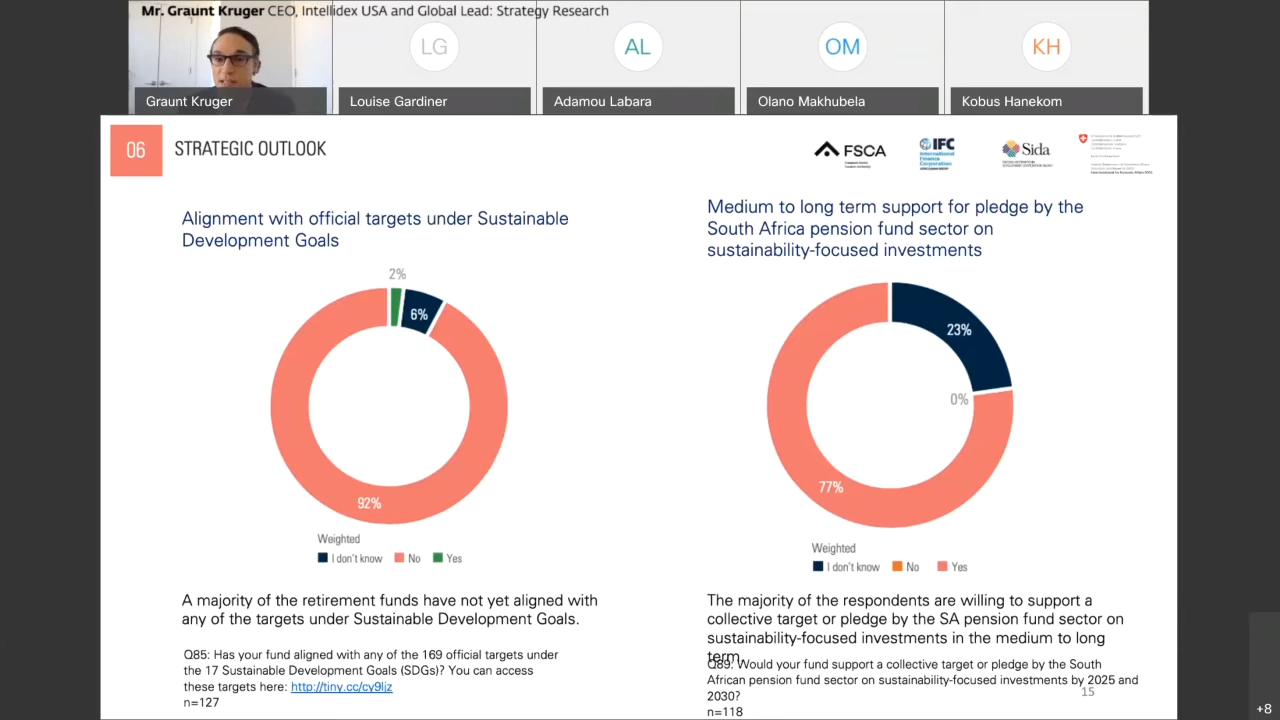 Mr. Graunt Kruger CEO, Intellidex USA and Global Lead: Strategy Research
LG
AL
OM
KH
Graunt Kruger
Louise Gardiner
Adamou Labara
Olano Makhubela
Kobus Hanekom
06
STRATEGIC OUTLOOK
FSCA
IFC
International
Finance
Corporation
Sida
Alignment with official targets under Sustainable
Development Goals
2%
6%
92%
Weighted
I don't know
No
Yes
A majority of the retirement funds have not yet aligned with
any of the targets under Sustainable Development Goals.
Q85: Has your fund aligned with any of the 169 official targets under
the 17 Sustainable Development Goals (SDGs)? You can access
these targets here: http://tiny.cc/cy9ljz
n=127
Medium to long term support for pledge by the
South Africa pension fund sector on
sustainability-focused investments
23%
0%
77%
Weighted
I don't know
No
Yes
The majority of the respondents are willing to support a
collective target or pledge by the SA pension fund sector on
sustainability-focused investments in the medium to long
term
Q89: Would your fund support a collective target or pledge by the South
African pension fund sector on sustainability-focused investments by 2025 and
2030?
n=118
15
+8